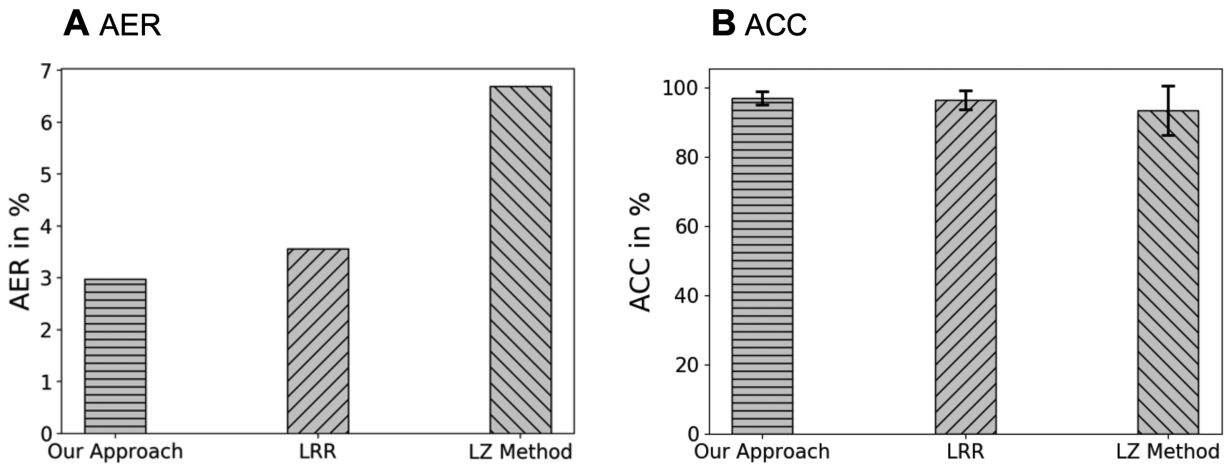 A AER
AER in %
7
6
5
4
3
2
1
0
Our Approach
LRR
LZ Method
B ACC
ACC in %
100
80
60
40
20
0
Our Approach
LRR
LZ Method